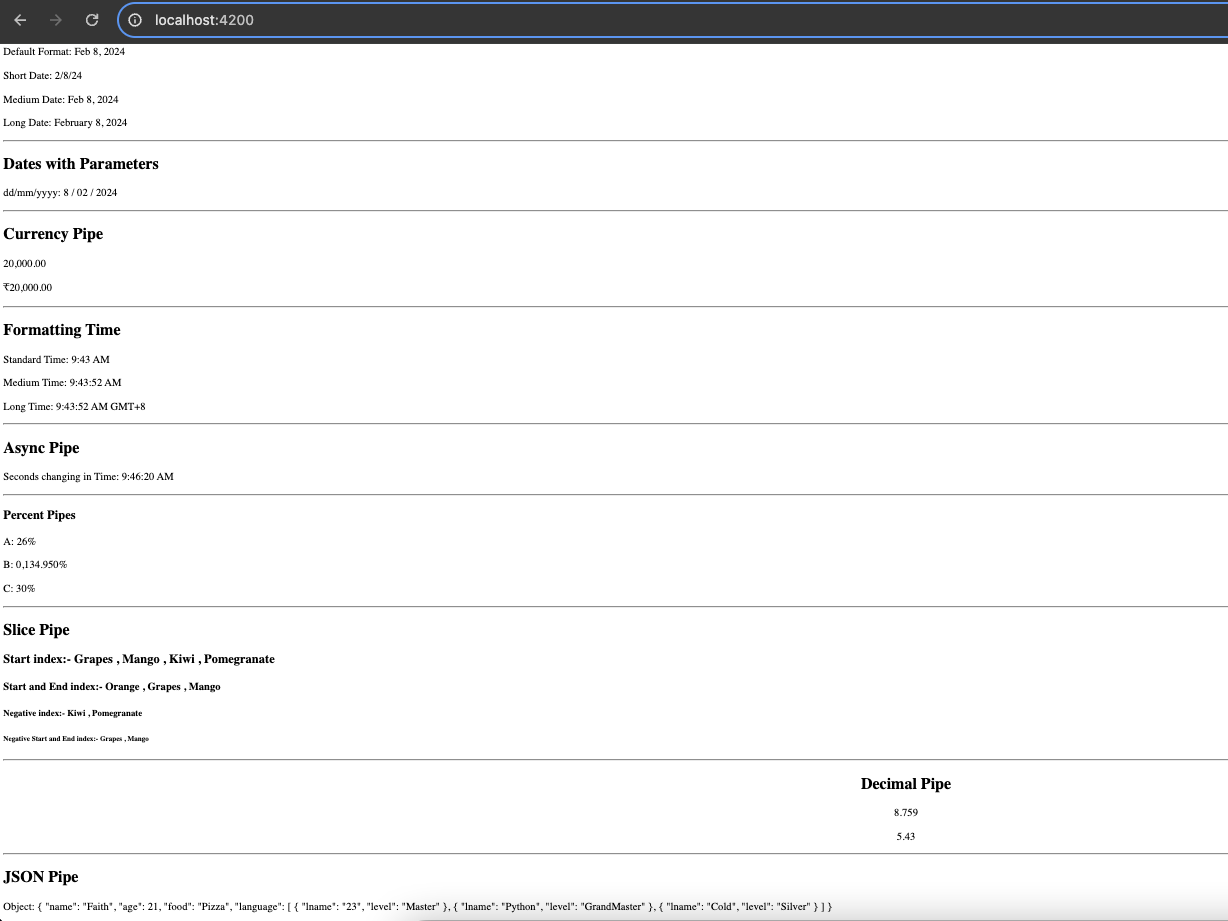 localhost:4200
Default Format: Feb 8, 2024
Short Date: 2/8/24
Medium Date: Feb 8, 2024
Long Date: February 8, 2024
Dates with Parameters
dd/mm/yyyy: 8 / 02 / 2024
Currency Pipe
20,000.00
₹20,000.00
Formatting Time
Standard Time: 9:43 AM
Medium Time: 9:43:52 AM
Long Time: 9:43:52 AM GMT+8
Async Pipe
Seconds changing in Time: 9:46:20 AM
Percent Pipes
A: 26%
B: 0,134.950%
C: 30%
Slice Pipe
Start index:- Grapes , Mango , Kiwi , Pomegranate
Start and End index:- Orange , Grapes , Mango
Negative index:- Kiwi , Pomegranate
Negative Start and End index:- Grapes , Mango
Decimal Pipe
8.759
5.43
JSON Pipe
Object: { "name": "Faith", "age": 21, "food": "Pizza", "language": [ { "lname": "23", "level": "Master" }, { "lname": "Python", "level": "GrandMaster" }, { "lname": "Cold", "level": "Silver" } ] }